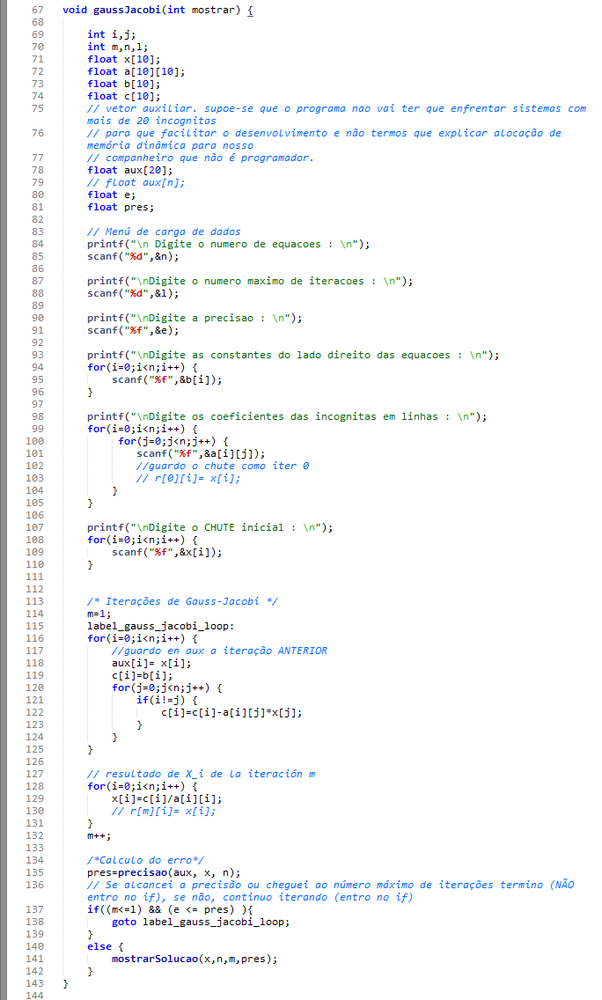 67 void gaussJacobi(int mostrar) {
68
69 int i,j;
70 int m,n,l;
71 float x[10];
72 float a[10][10];
73 float b[10];
74 float c[10];
75 // vetor auxiliar. supoe-se que o programa nao vai ter que enfrentar sistemas com
mais de 20 incognitas
76 // para que facilitar o desenvolvimento e não termos que explicar alocação de
memória dinâmica para nosso
77 // companheiro que não é programador.
78 float aux[20];
79 // float aux[n];
80 float e;
81 float pres;
82
83 // Menú de carga de dados
84 printf("\n Digite o numero de equacoes : \n");
85 scanf("%d",&n);
86
87 printf("\nDigite o numero maximo de iteracoes : \n");
88 scanf("%d",&l);
89
90 printf("\nDigite a precisao : \n");
91 scanf("%f",&e);
92
93 printf("\nDigite as constantes do lado direito das equacoes : \n");
94 for(i=0;i<n;i++) {
95 scanf("%f",&b[i]);
96 }
97
98 printf("\nDigite os coeficientes das incognitas em linhas : \n");
99 for(i=0;i<n;i++) {
100 for(j=0;j<n;j++) {
101 scanf("%f",&a[i][j]);
102 //guardo o chute como iter 0
103 // r[0][i]= x[i];
104 }
105 }
106
107 printf("\nDigite o CHUTE inicial : \n");
108 for(i=0;i<n;i++) {
109 scanf("%f",&x[i]);
110 }
111
112
113 /* Iterações de Gauss-Jacobi */
114 m=1;
115 label_gauss_jacobi_loop:
116 for(i=0;i<n;i++) {
117 //guardo en aux a iteração ANTERIOR
118 aux[i]= x[i];
119 c[i]=b[i];
120 for(j=0;j<n;j++) {
121 if(i!=j) {
122 c[i]=c[i]-a[i][j]*x[j];
123 }
124 }
125 }
126
127 // resultado de X_i de la iteración m
128 for(i=0;i<n;i++) {
129 x[i]=c[i]/a[i][i];
130 // r[m][i]= x[i];
131 }
132 m++;
133
134 /*Calculo do erro*/
135 pres=precisao(aux, x, n);
136 // Se alcancei a precisão ou cheguei ao número máximo de iterações termino (NÃO
entro no if), se não, continuo iterando (entro no if)
137 if((m<=l) && (e <= pres) ){
138 goto label_gauss_jacobi_loop;
139 }
140 else {
141 mostrarSolucao(x,n,m,pres);
142 }
143 }
144